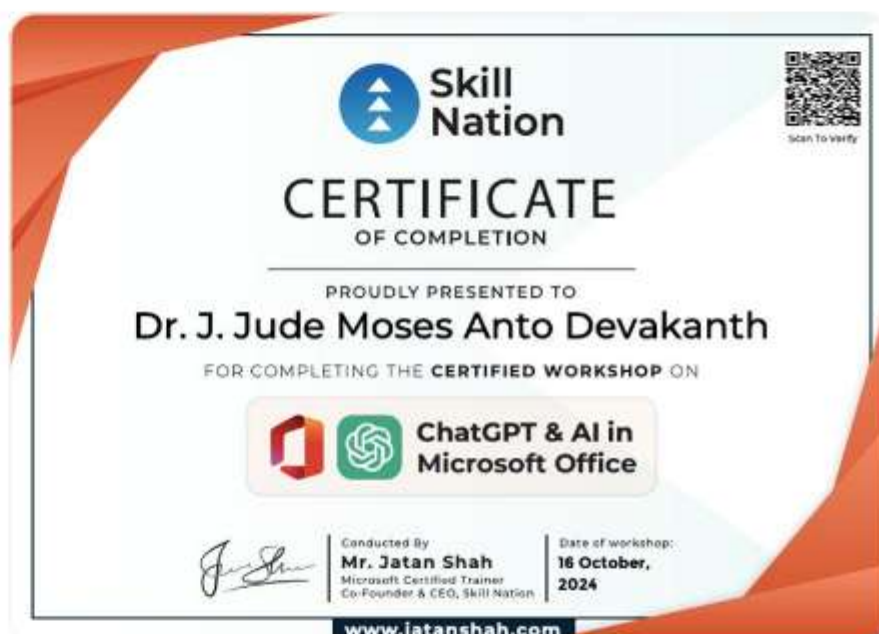 Skill
Nation
Scan To Verify
CERTIFICATE
OF COMPLETION
PROUDLY PRESENTED TO
Dr. J. Jude Moses Anto Devakanth
FOR COMPLETING THE CERTIFIED WORKSHOP ON
ChatGPT & AI in
Microsoft Office
Conducted By
Mr. Jatan Shah
Microsoft Certified Trainer
Co-Founder & CEO, Skill Nation
Date of workshop:
16 October,
2024
www.jatanshah.com